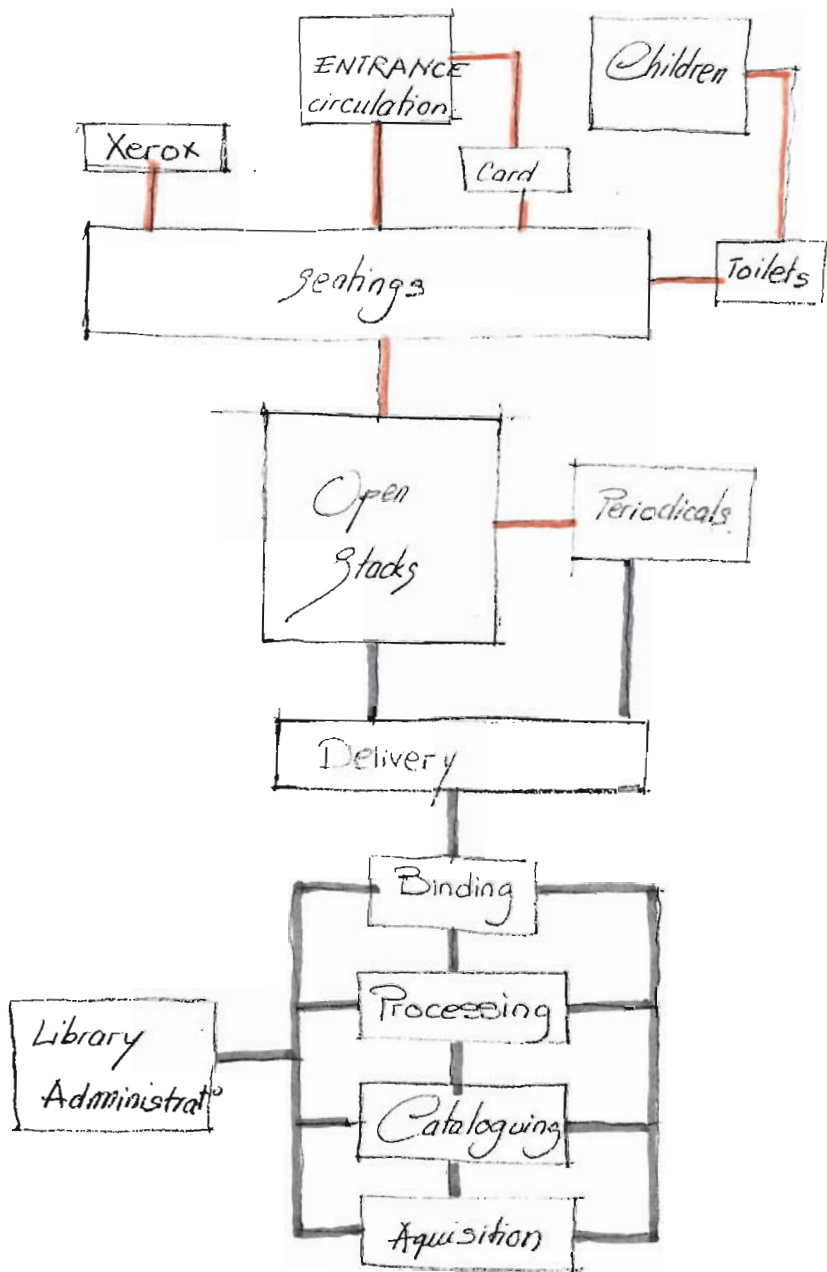 ENTRANCE
circulation
Children
Xerox
Card
Seatings
Toilets
Open
Stacks
Periodicals.
Delivery
Binding
Processing
Library
Administrat°
Cataloguing
Aquisition